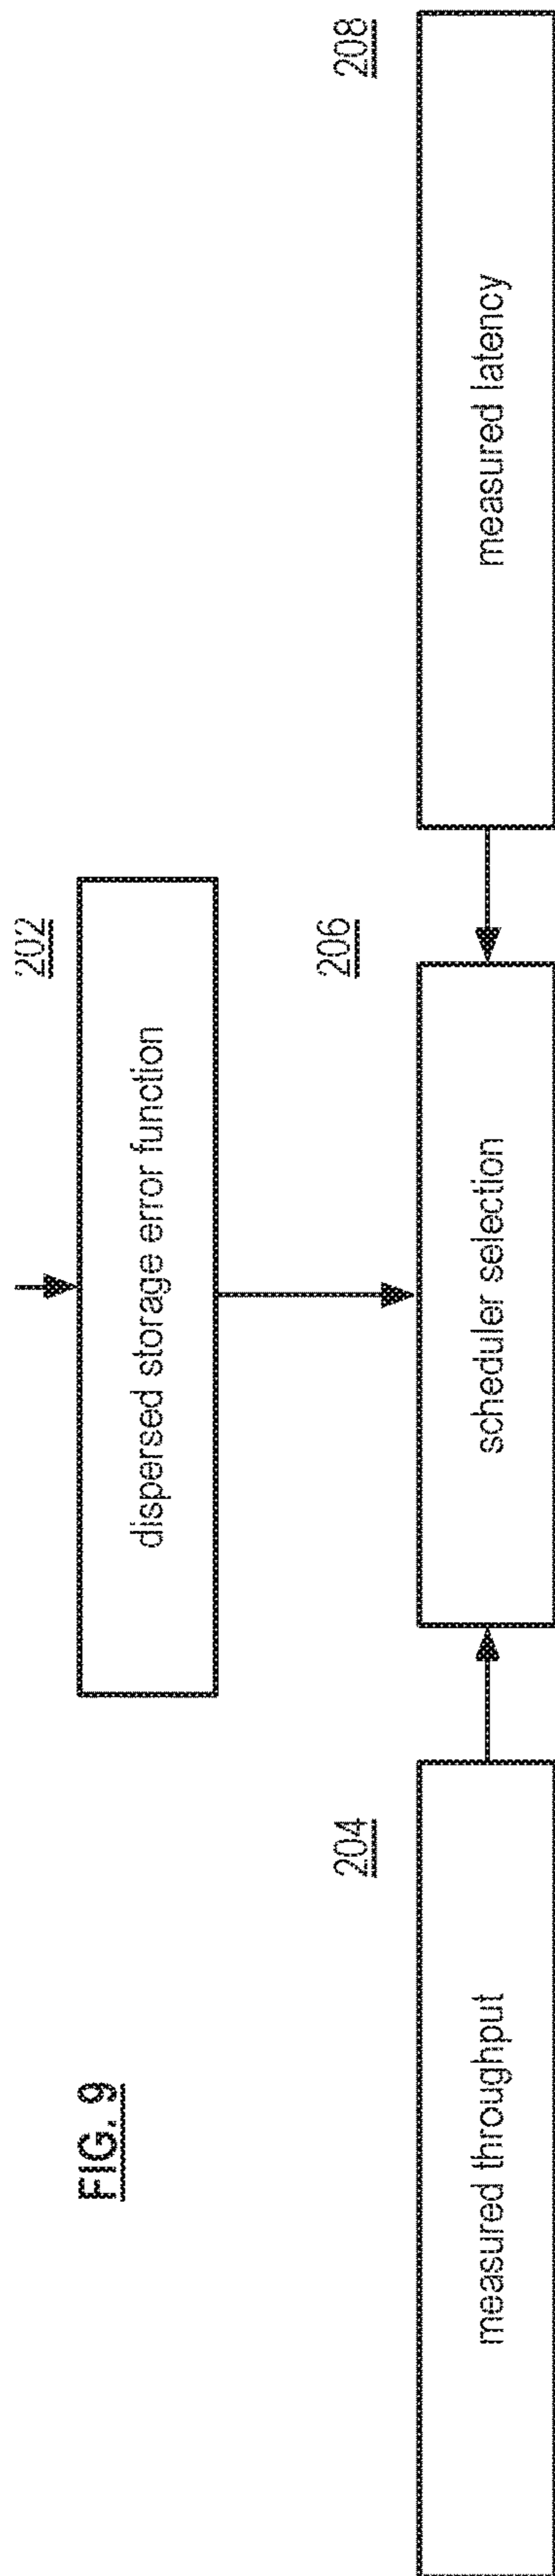 FIG. 9
202
dispersed storage error function
204
measured throughput
206
scheduler selection
208
measured latency